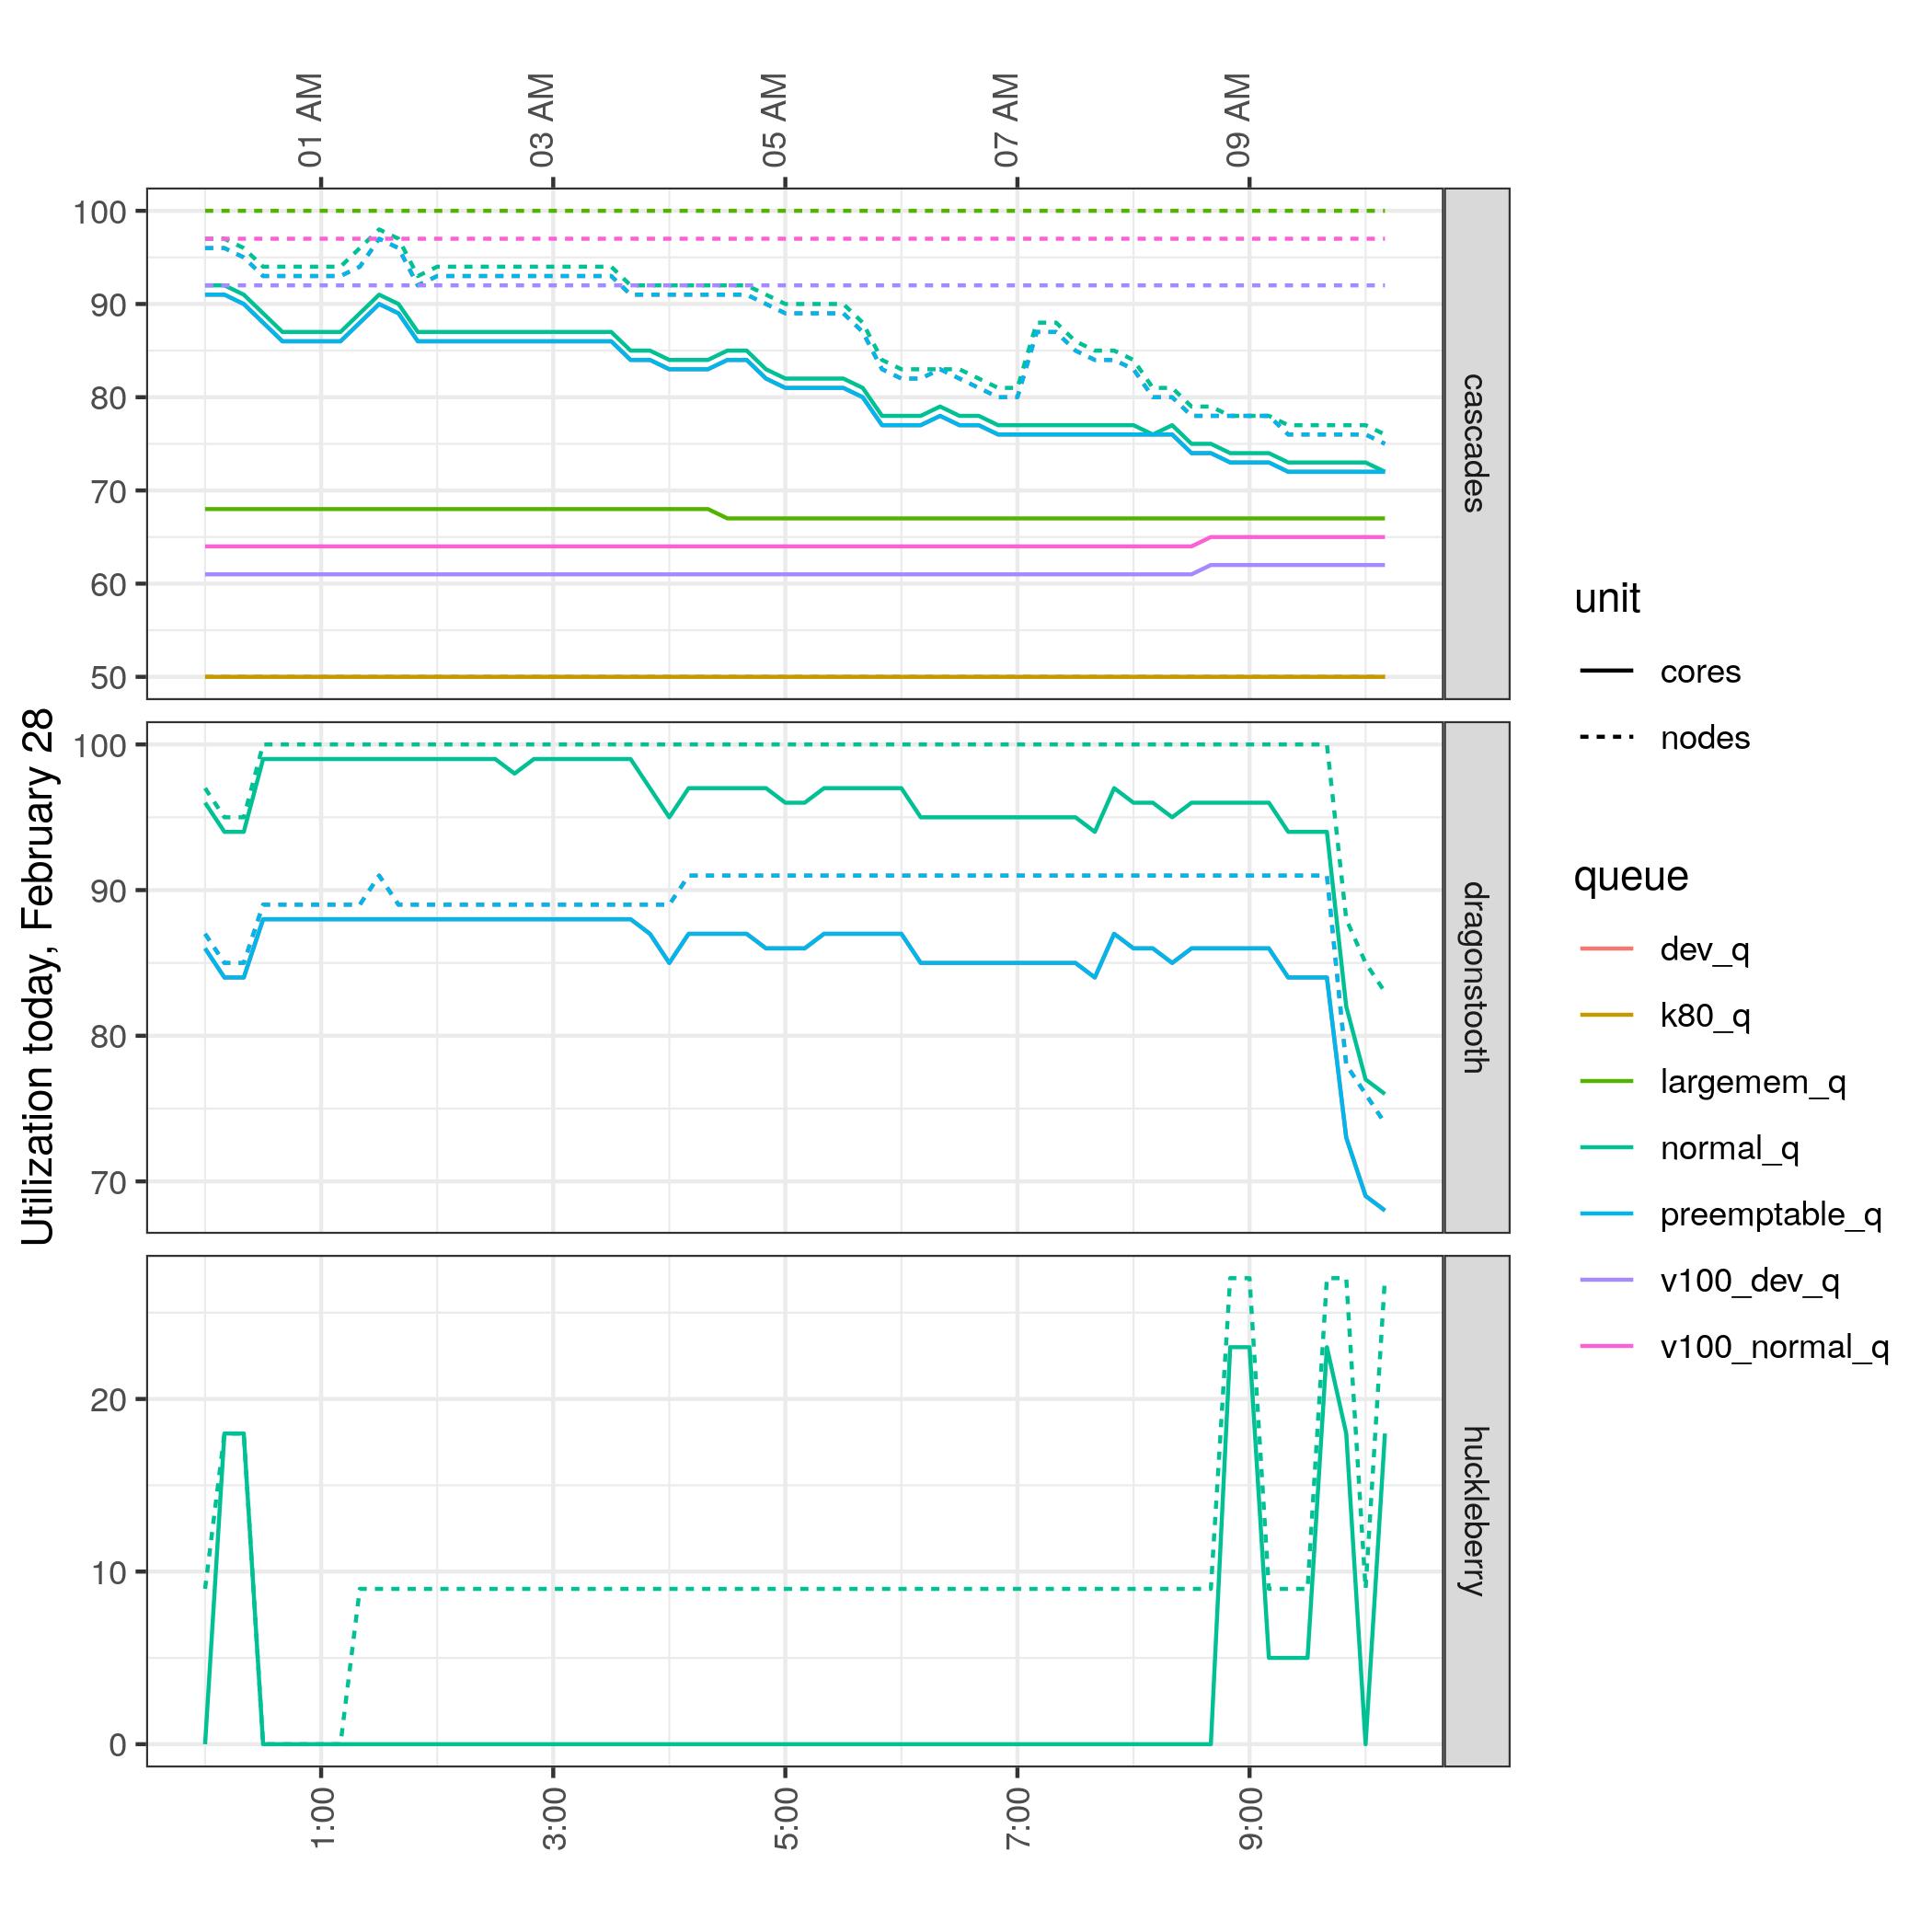 01 AM
03 AM
05 AM
07 AM
09 AM
Utilization today, February 28
100
90
80
70
60
50
cascades
100
90
80
70
dragonstooth
20
10
0
huckleberry
1:00
3:00
5:00
7:00
9:00
unit
cores
nodes
queue
dev_q
k80_q
largemem_q
normal_q
preemptable_q
v100_dev_q
v100_normal_q